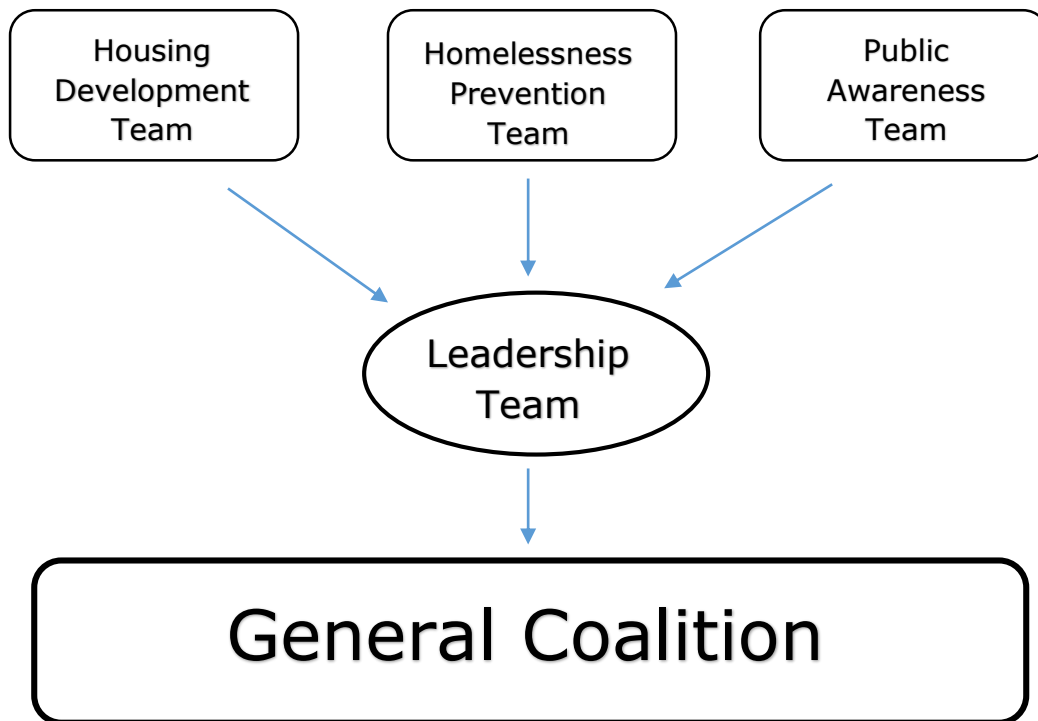 Housing
Development
Team
Homelessness
Prevention
Team
Public
Awareness
Team
Leadership
Team
General Coalition